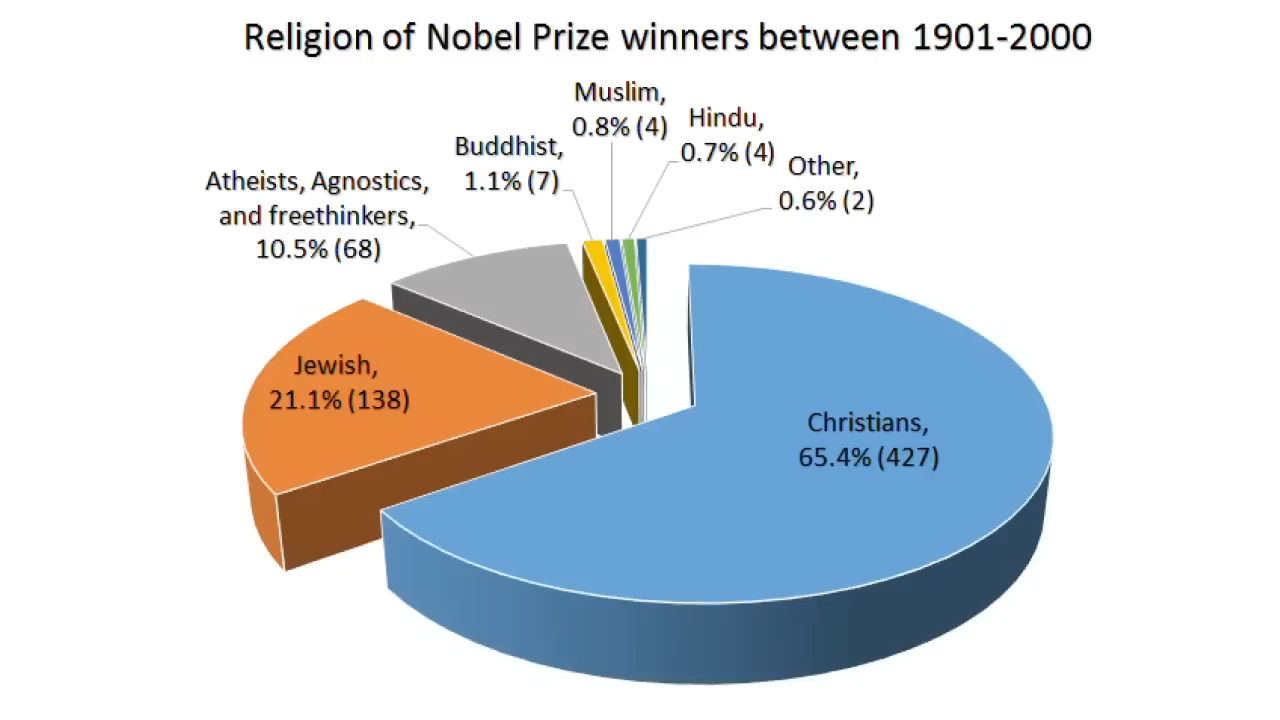 Religion of Nobel Prize winners between 1901-2000
Muslim,
0.8% (4)
Hindu,
0.7% (4)
Buddhist,
1.1% (7)
Other,
0.6% (2)
Atheists, Agnostics,
and freethinkers,
10.5% (68)
Jewish,
21.1% (138)
Christians,
65.4% (427)